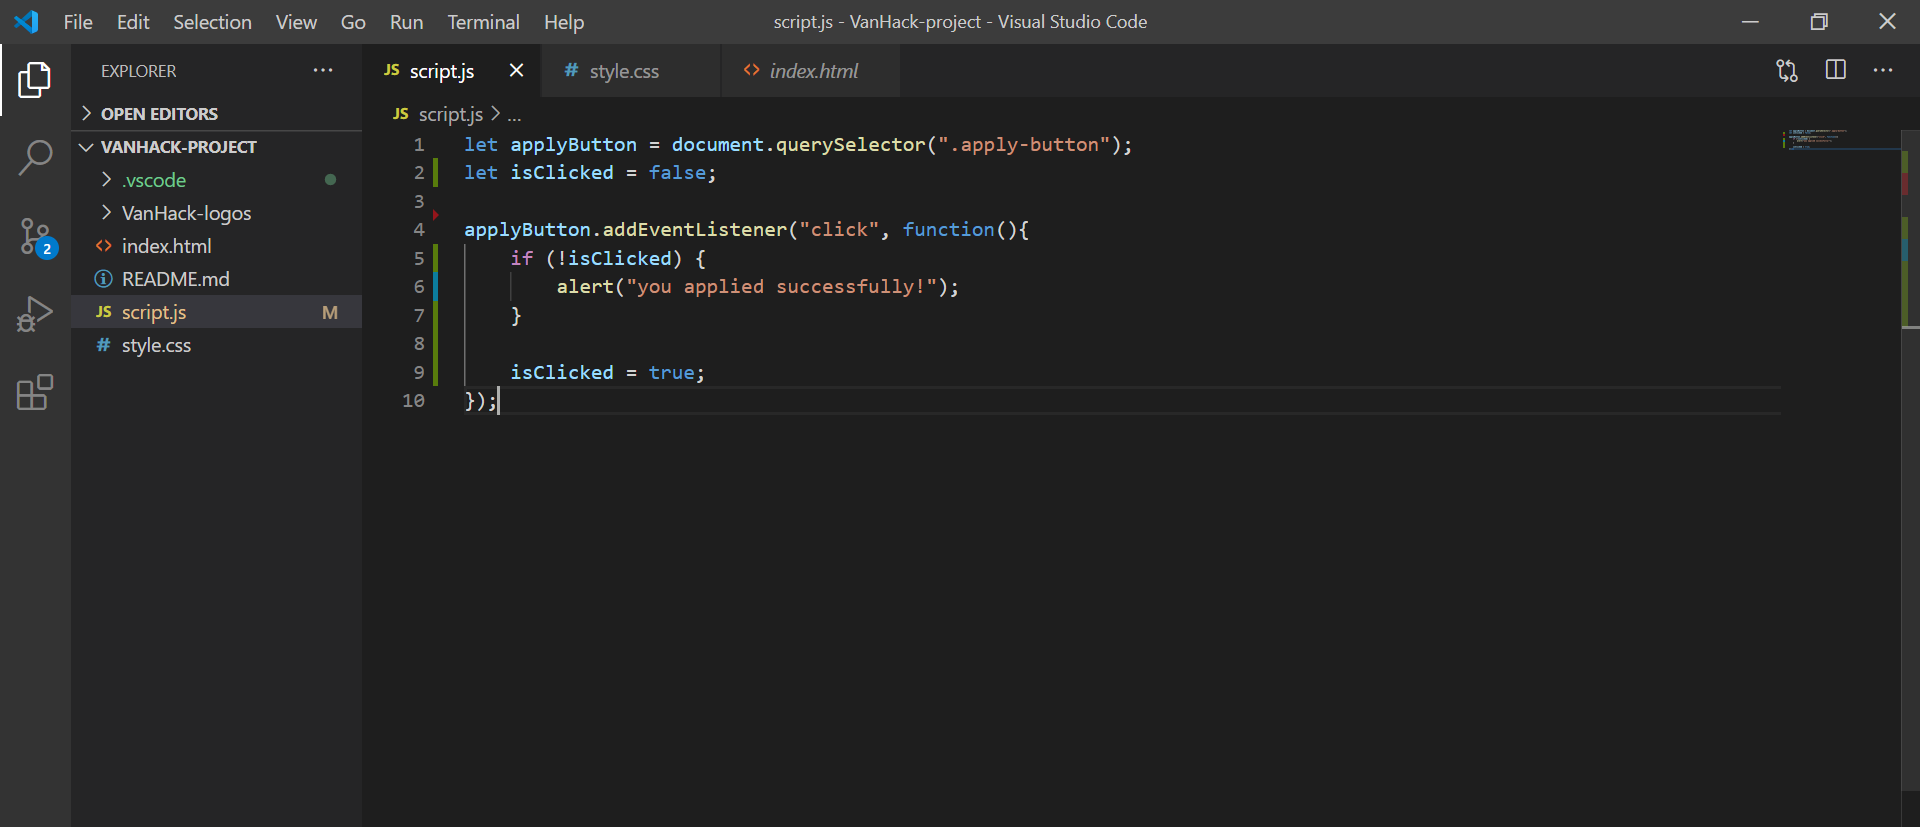 File Edit Selection View Go Run Terminal Help script.js - VanHack-project - Visual Studio Code
EXPLORER
OPEN EDITORS
VANHACK-PROJECT
.vscode
VanHack-logos
index.html
README.md
JS script.js M
# style.css
2
JS script.js # style.css <> index.html
JS script.js > ...
1 let applyButton = document.querySelector(".apply-button");
2 let isClicked = false;
3
4 applyButton.addEventListener("click", function(){
5     if (!isClicked) {
6         alert("you applied successfully!");
7     }
8
9     isClicked = true;
10 });